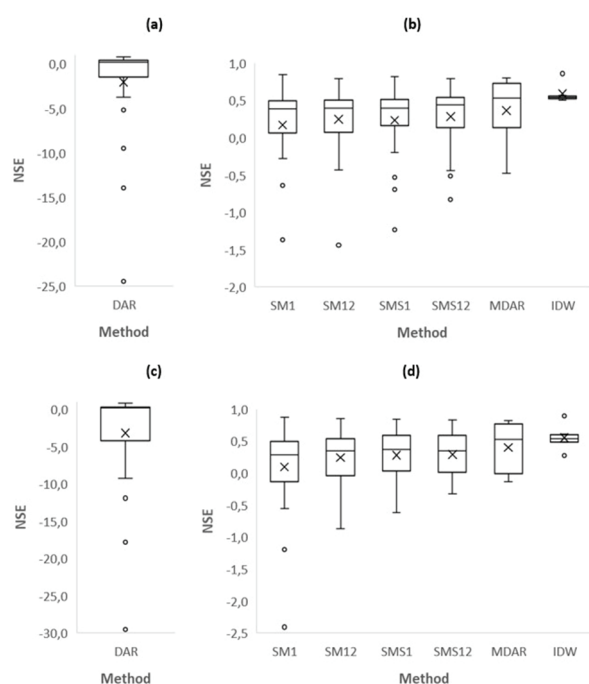 (a)
0,0
-5,0
-10,0
-15,0
-20,0
-25,0
NSE
DAR
Method
(b)
1,0
0,5
0,0
-0,5
-1,0
-1,5
-2,0
NSE
SM1 SM12 SMS1 SMS12 MDAR IDW
Method
(c)
0,0
-5,0
-10,0
-15,0
-20,0
-25,0
-30,0
NSE
DAR
Method
(d)
1,0
0,5
0,0
-0,5
-1,0
-1,5
-2,0
-2,5
NSE
SM1 SM12 SMS1 SMS12 MDAR IDW
Method